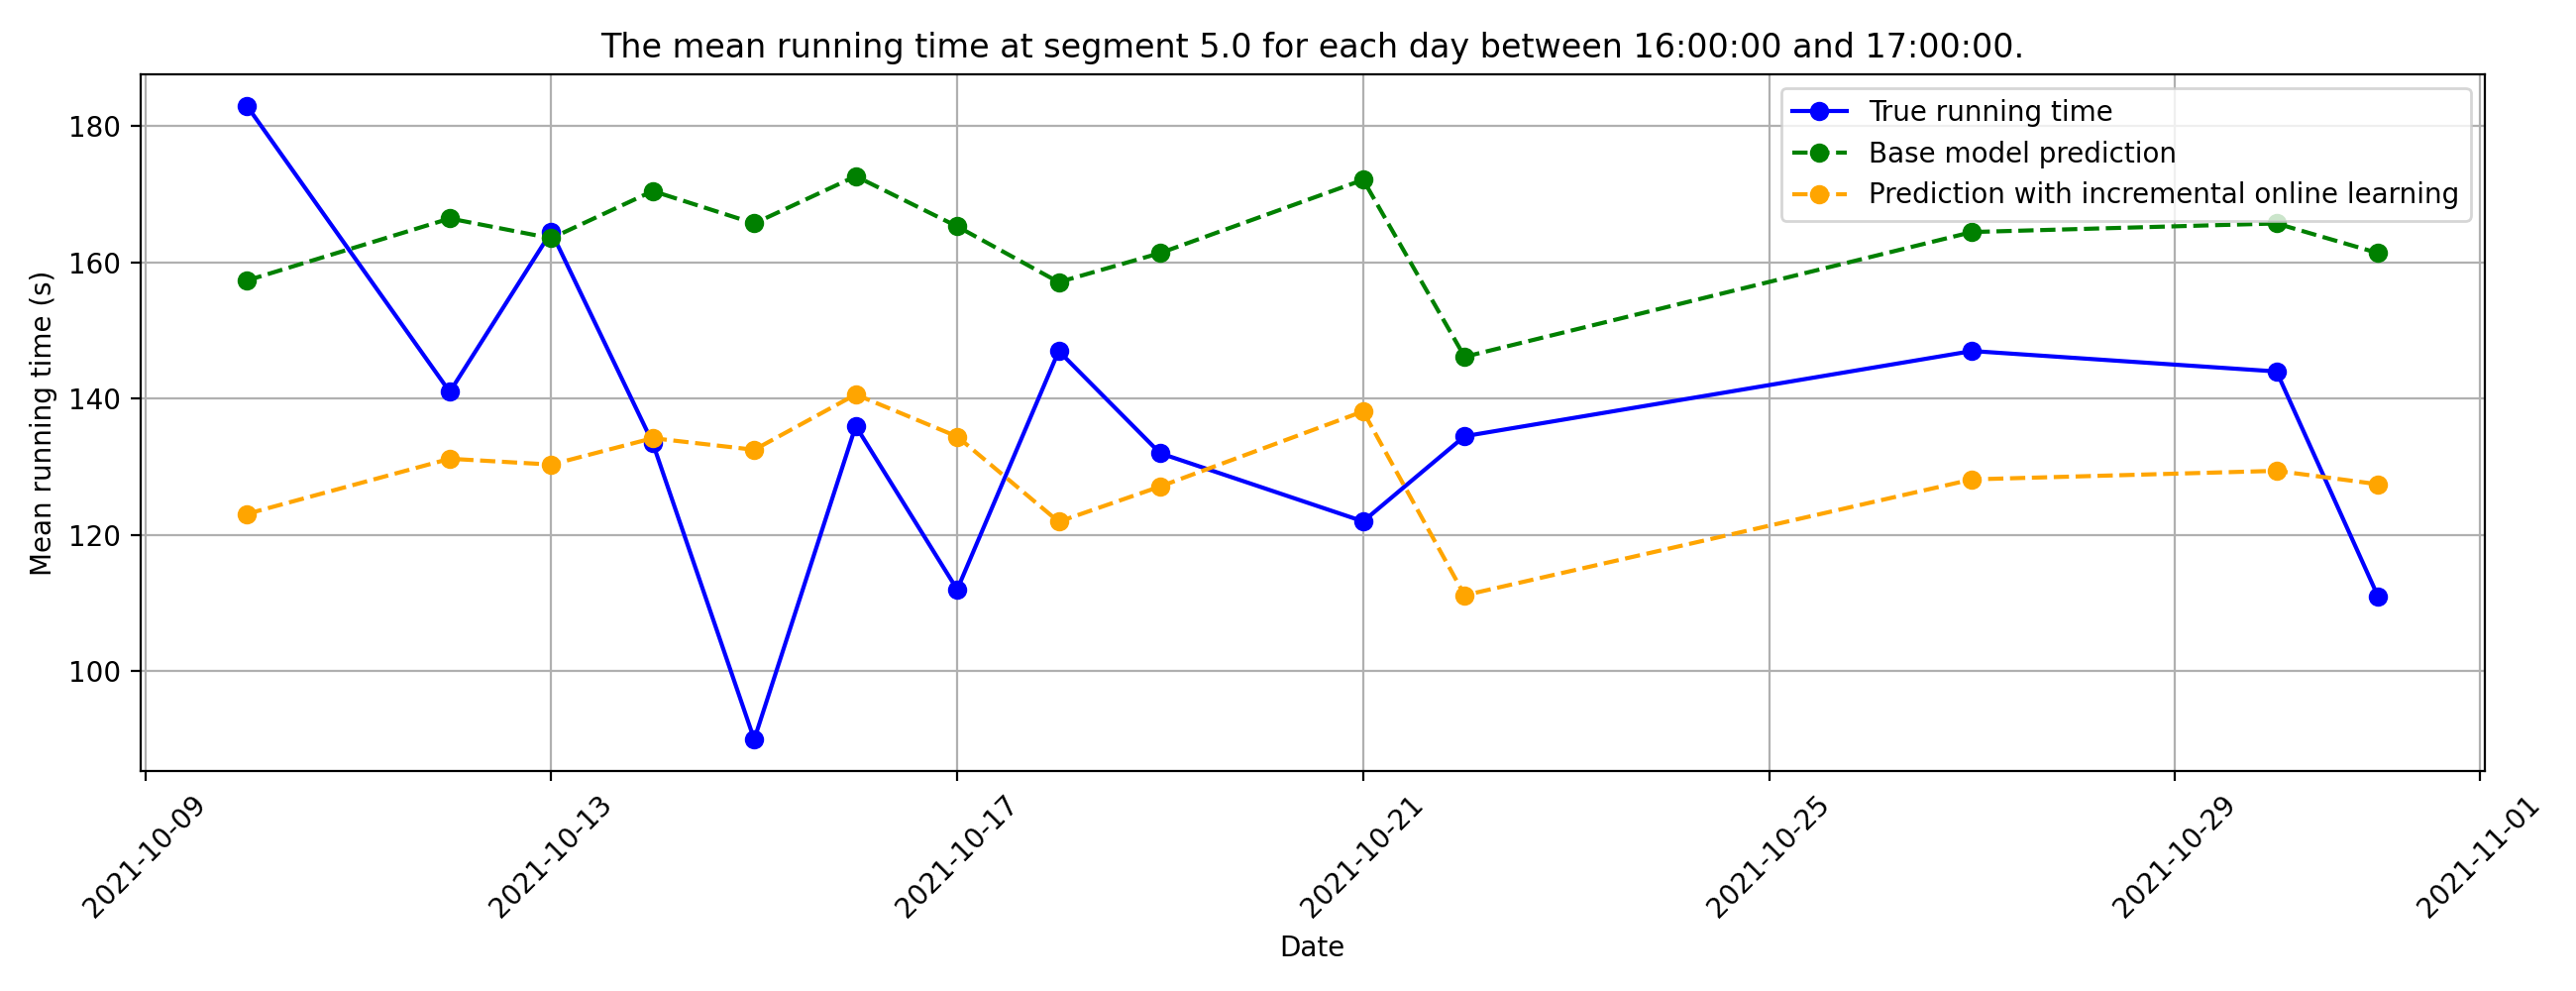 The mean running time at segment 5.0 for each day between 16:00:00 and 17:00:00.
True running time
Base model prediction
Prediction with incremental online learning
Mean running time (s)
180
160
140
120
100
2021-10-09
2021-10-13
2021-10-17
2021-10-21
2021-10-25
2021-10-29
2021-11-01
Date